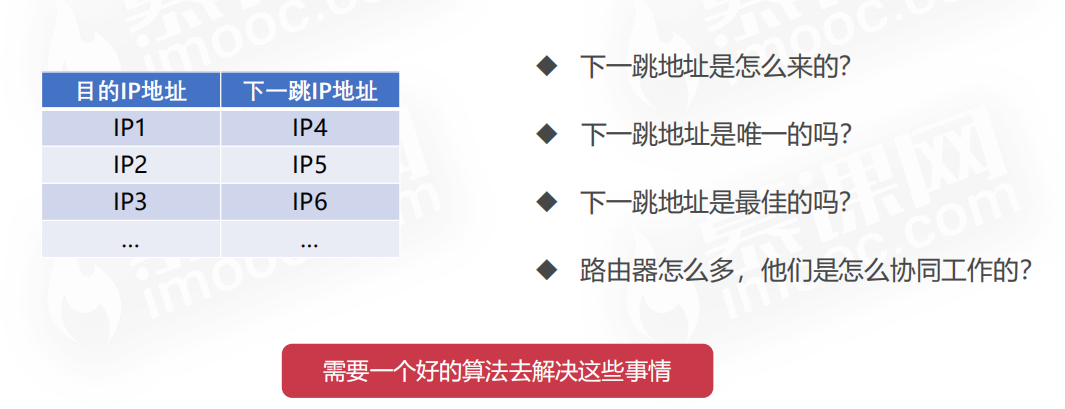 目的IP地址 下一跳IP地址
IP1 IP4
IP2 IP5
IP3 IP6
... ...
◆ 下一跳地址是怎么来的？
◆ 下一跳地址是唯一的吗？
◆ 下一跳地址是最佳的吗？
◆ 路由器怎么多，他们是怎么协同工作的？
需要一个好的算法去解决这些事情
慕课网
imooc.com